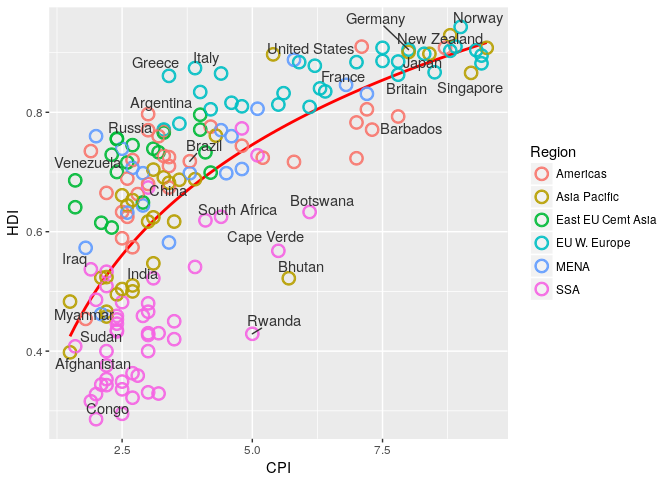 Germany
Norway
New Zealand
United States
Italy
Greece
Japan
France
Britain
Singapore
Argentina
Russia
Barbados
Brazil
Venezuela
China
Botswana
South Africa
Cape Verde
Iraq
India
Bhutan
Myanmar
Rwanda
Sudan
Afghanistan
Congo
HDI
0.8
0.6
0.4
2.5
5.0
7.5
CPI
Region
Americas
Asia Pacific
East EU Cemt Asia
EU W. Europe
MENA
SSA